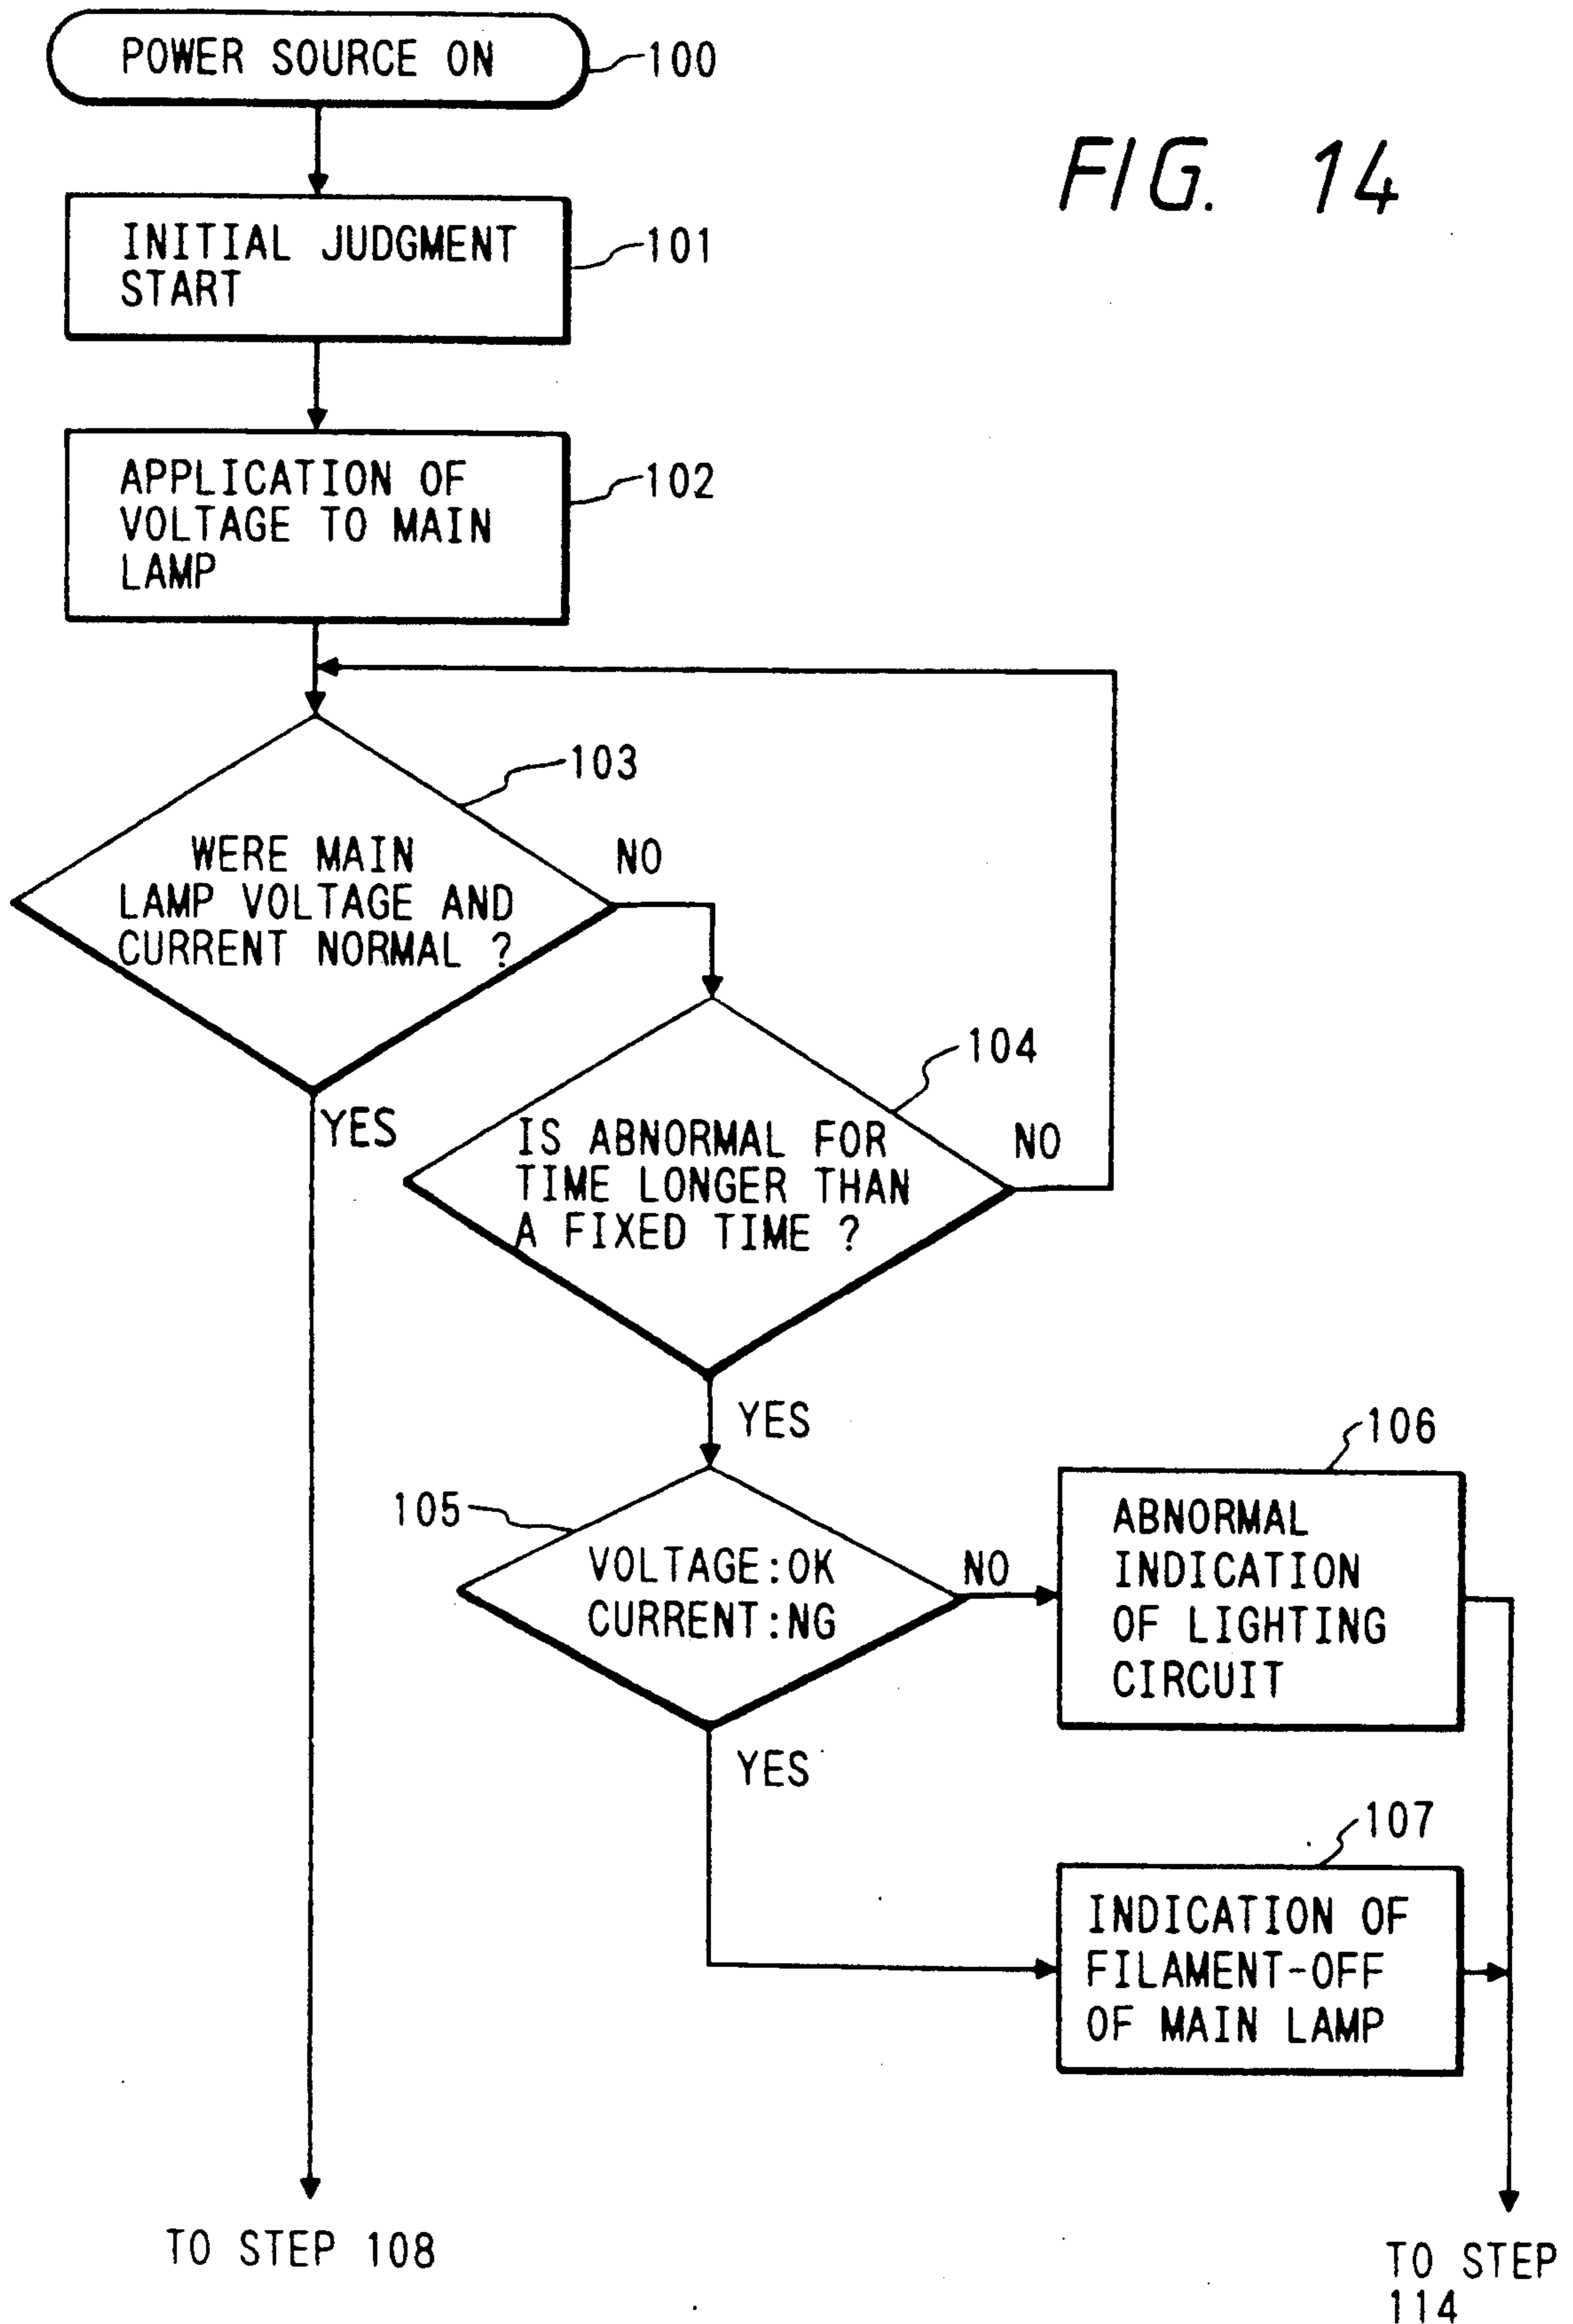 POWER SOURCE ON
100
FIG. 14
INITIAL JUDGMENT
START
101
APPLICATION OF
VOLTAGE TO MAIN
LAMP
102
103
WERE MAIN
LAMP VOLTAGE AND
CURRENT NORMAL ?
NO
YES
104
IS ABNORMAL FOR
TIME LONGER THAN
A FIXED TIME ?
NO
YES
105
VOLTAGE:OK
CURRENT:NG
NO
YES
106
ABNORMAL
INDICATION
OF LIGHTING
CIRCUIT
107
INDICATION OF
FILAMENT-OFF
OF MAIN LAMP
TO STEP 108
TO STEP
114